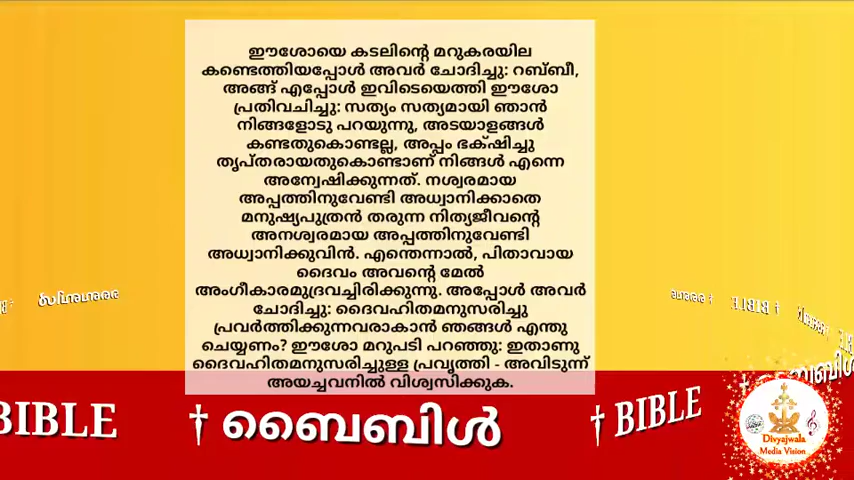 ഈശോയെ കടലിന്റെ മറുകരയില
കണ്ടെത്തിയപ്പോൾ അവർ ചോദിച്ചു: റബ്ബീ,
അങ്ങ് എപ്പോൾ ഇവിടെയെത്തി ഈശോ
പ്രതിവചിച്ചു: സത്യം സത്യമായി ഞാൻ
നിങ്ങളോടു പറയുന്നു, അടയാളങ്ങൾ
കണ്ടതുകൊണ്ടല്ല, അപ്പം ഭക്ഷിച്ചു
തൃപ്തരായതുകൊണ്ടാണ് നിങ്ങൾ എന്നെ
അന്വേഷിക്കുന്നത്. നശ്വരമായ
അപ്പത്തിനുവേണ്ടി അധ്വാനിക്കാതെ
മനുഷ്യപുത്രൻ തരുന്ന നിത്യജീവന്റെ
അനശ്വരമായ അപ്പത്തിനുവേണ്ടി
അധ്വാനിക്കുവിൻ. എന്തെന്നാൽ, പിതാവായ
ദൈവം അവന്റെ മേൽ
അംഗീകാരമുദ്രവച്ചിരിക്കുന്നു. അപ്പോൾ അവർ
ചോദിച്ചു: ദൈവഹിതമനുസരിച്ചു
പ്രവർത്തിക്കുന്നവരാകാൻ ഞങ്ങൾ എന്തു
ചെയ്യണം? ഈശോ മറുപടി പറഞ്ഞു: ഇതാണു
ദൈവഹിതമനുസരിച്ചുള്ള പ്രവൃത്തി - അവിടുന്ന്
അയച്ചവനിൽ വിശ്വസിക്കുക.
BIBLE † ബൈബിൾ † BIBLE
Divyajwala
Media Vision